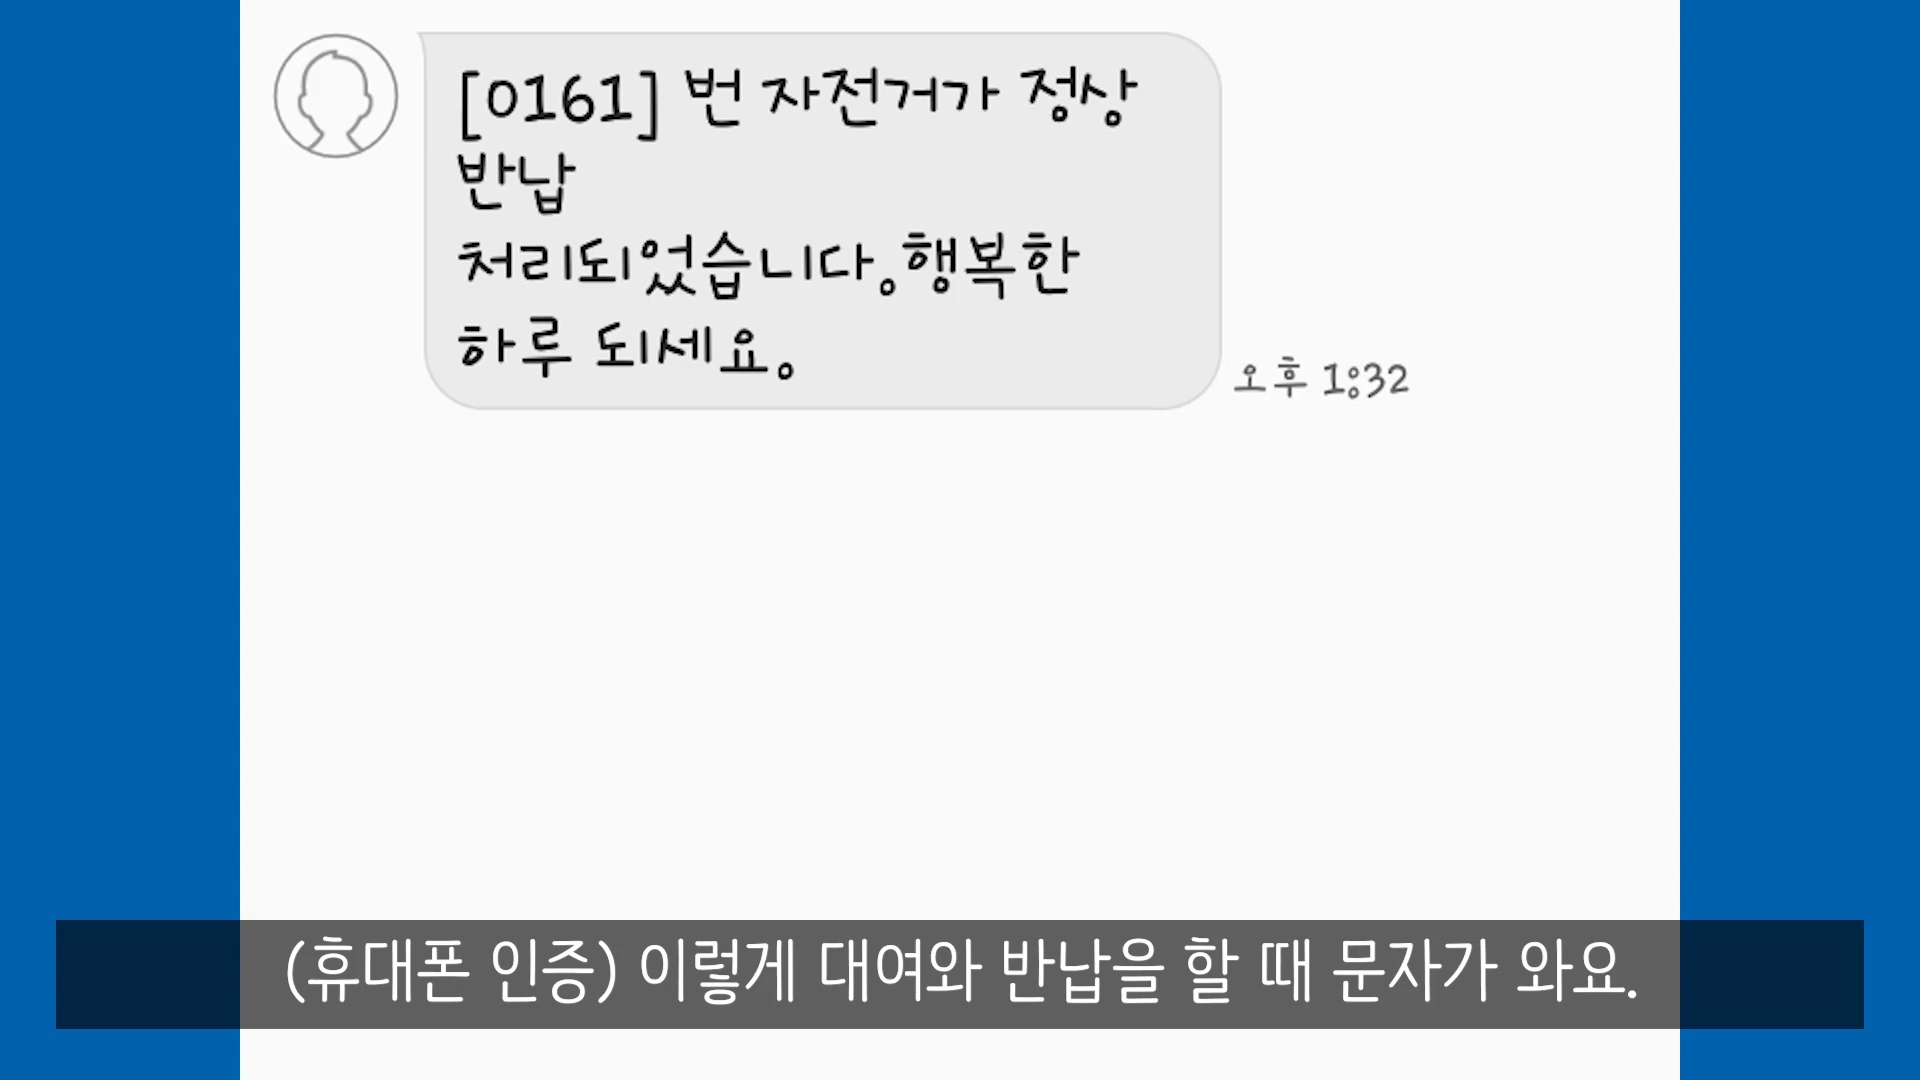 [0161] 번 자전거가 정상
반납
처리되었습니다.행복한
하루 되세요.
오후 1:32
(휴대폰 인증) 이렇게 대여와 반납을 할 때 문자가 와요.